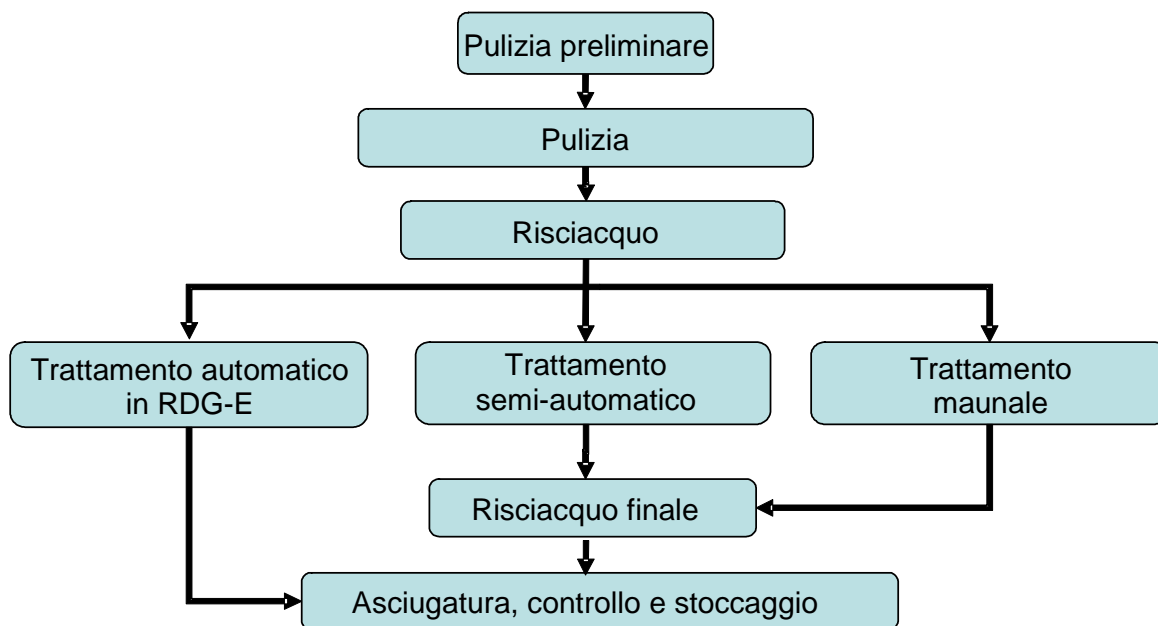 Pulizia preliminare
Pulizia
Risciacquo
Trattamento automatico
in RDG-E
Trattamento
semi-automatico
Trattamento
maunale
Risciacquo finale
Asciugatura, controllo e stoccaggio